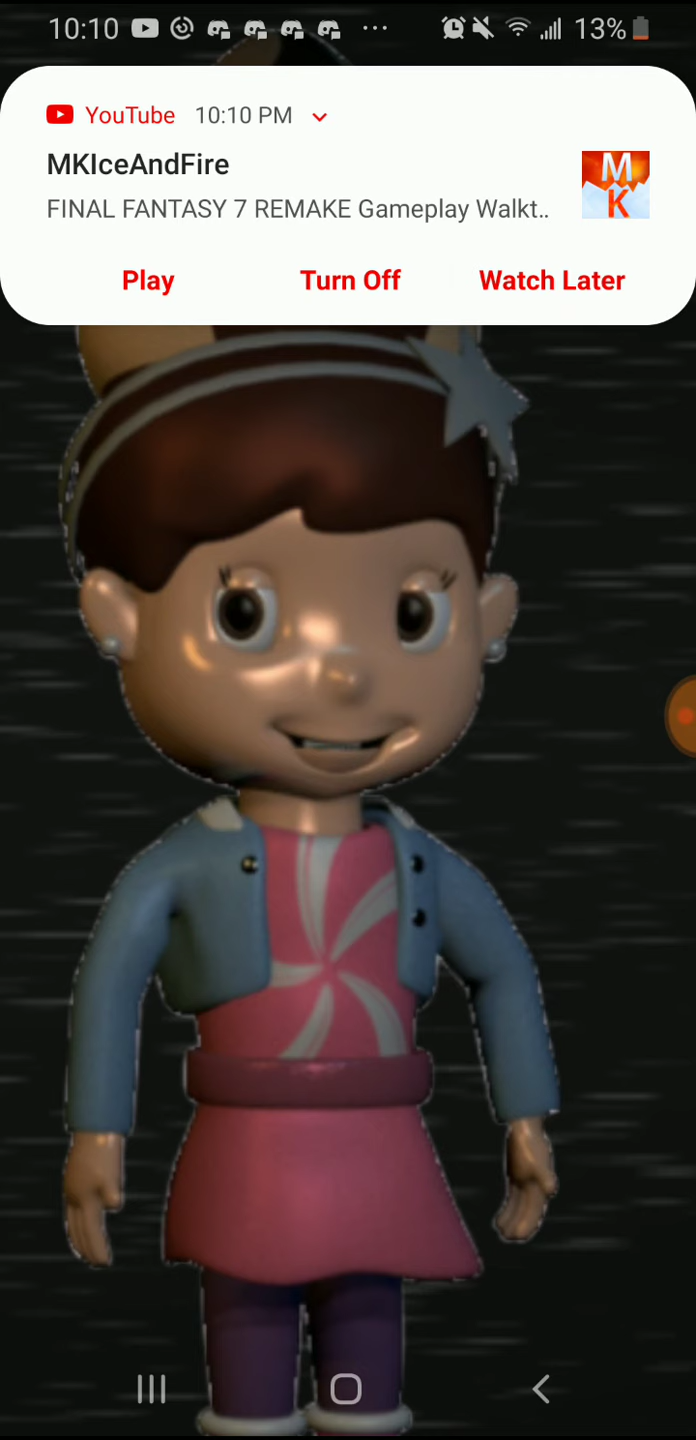 10:10 ... 13%
YouTube 10:10 PM
MKIceAndFire
FINAL FANTASY 7 REMAKE Gameplay Walkt..
M
K
Play Turn Off Watch Later